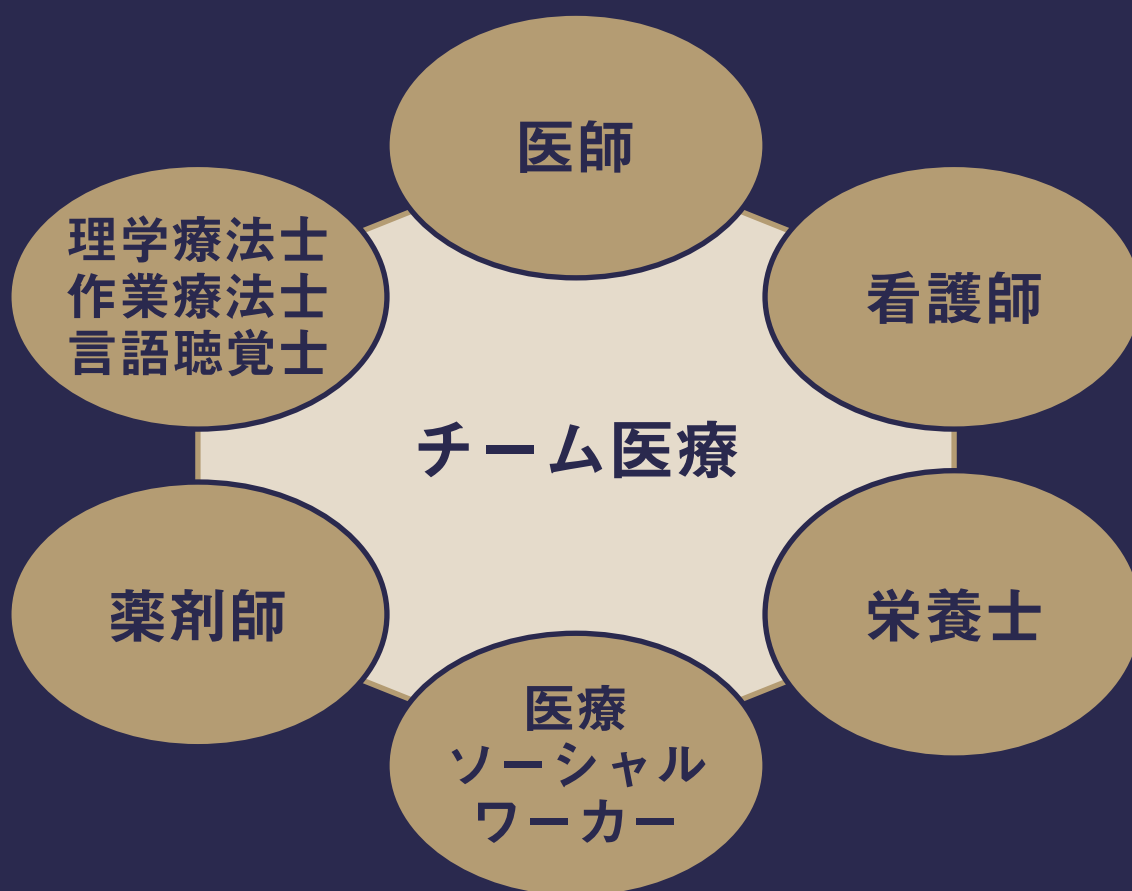 医師
理学療法士
作業療法士
言語聴覚士
看護師
チーム医療
薬剤師
栄養士
医療
ソーシャル
ワーカー